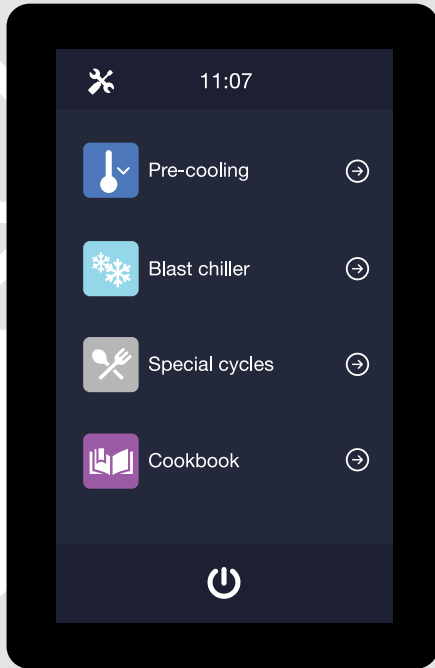 11:07
Pre-cooling
Blast chiller
Special cycles
Cookbook